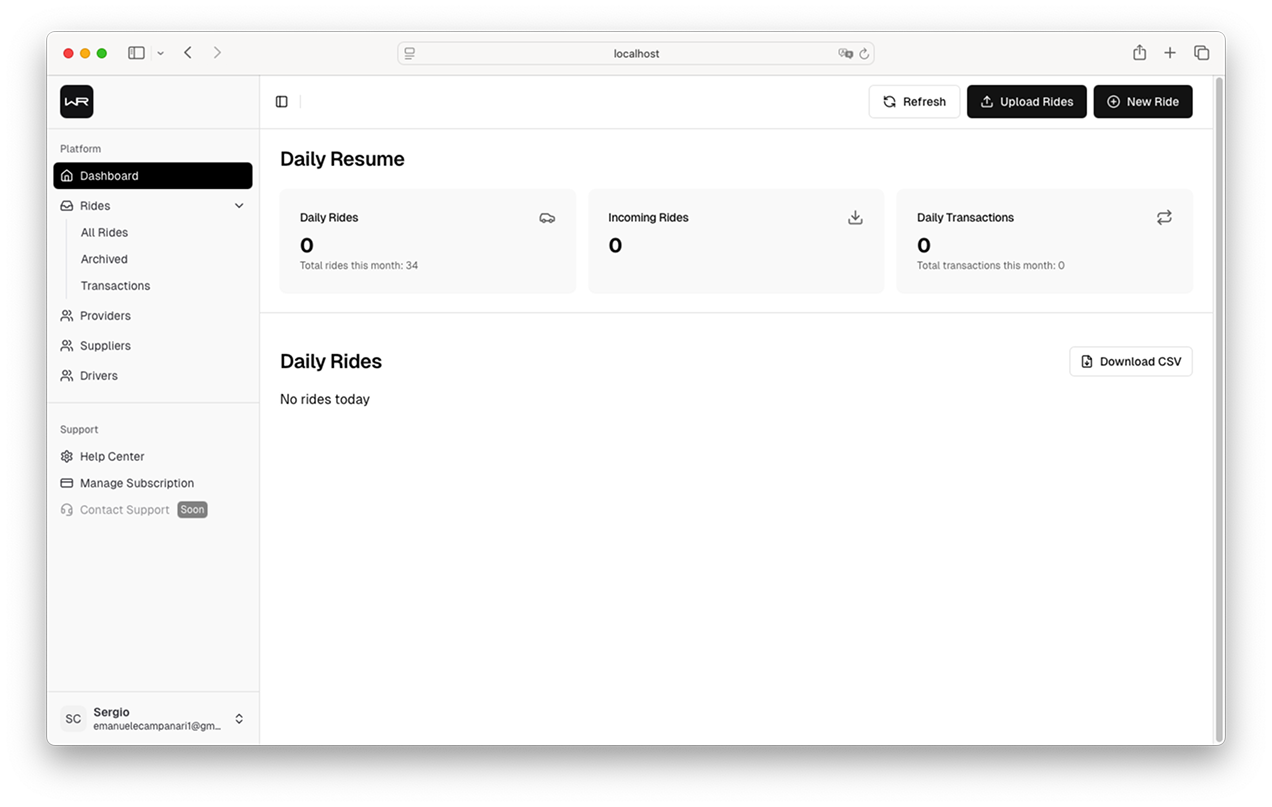 localhost
WR
Refresh
Upload Rides
New Ride
Platform
Dashboard
Rides
All Rides
Archived
Transactions
Providers
Suppliers
Drivers
Support
Help Center
Manage Subscription
Contact Support Soon
SC
Sergio
emanuelecampanari1@gm...
Daily Resume
Daily Rides
0
Total rides this month: 34
Incoming Rides
0
Daily Transactions
0
Total transactions this month: 0
Daily Rides
Download CSV
No rides today